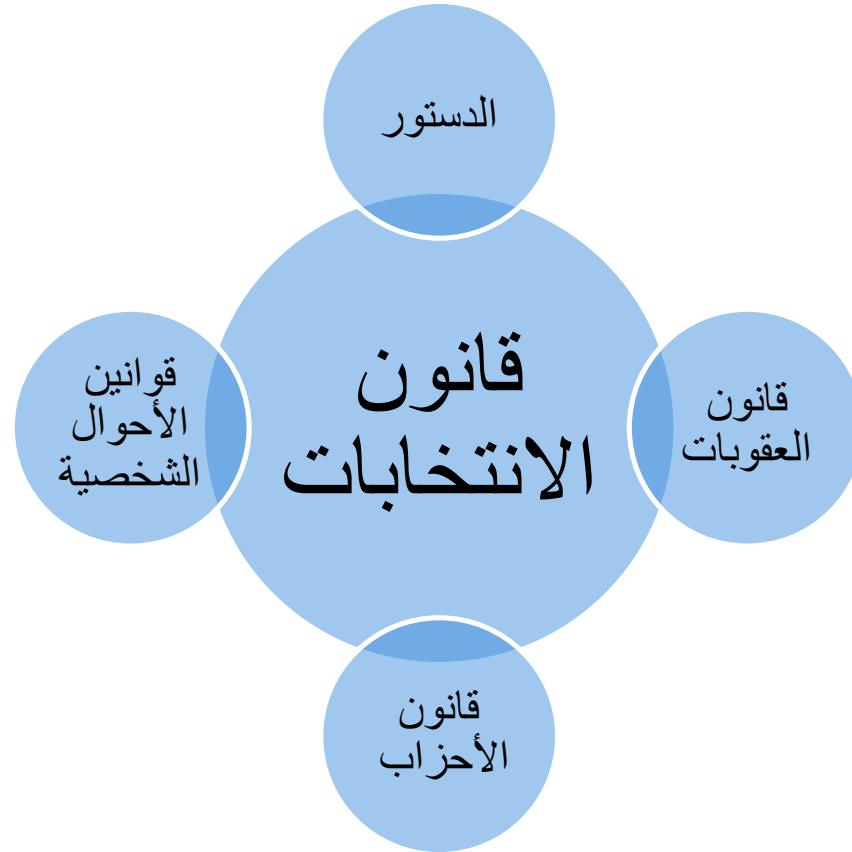 الدستور
قانون
الانتخابات
قانون
العقوبات
قوانين
الأحوال
الشخصية
قانون
الأحزاب